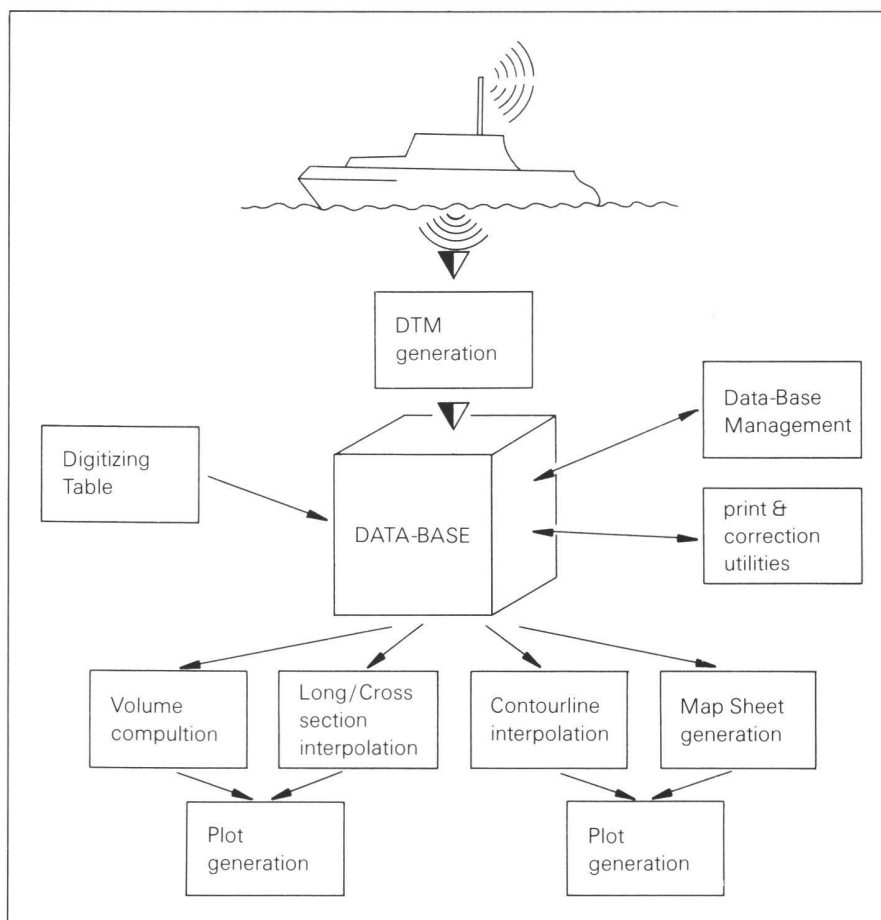 DTM
generation
Data-Base
Management
Digitizing
Table
DATA-BASE
print &
correction
utilities
Volume
compultion
Long/Cross
section
interpolation
Contourline
interpolation
Map Sheet
generation
Plot
generation
Plot
generation